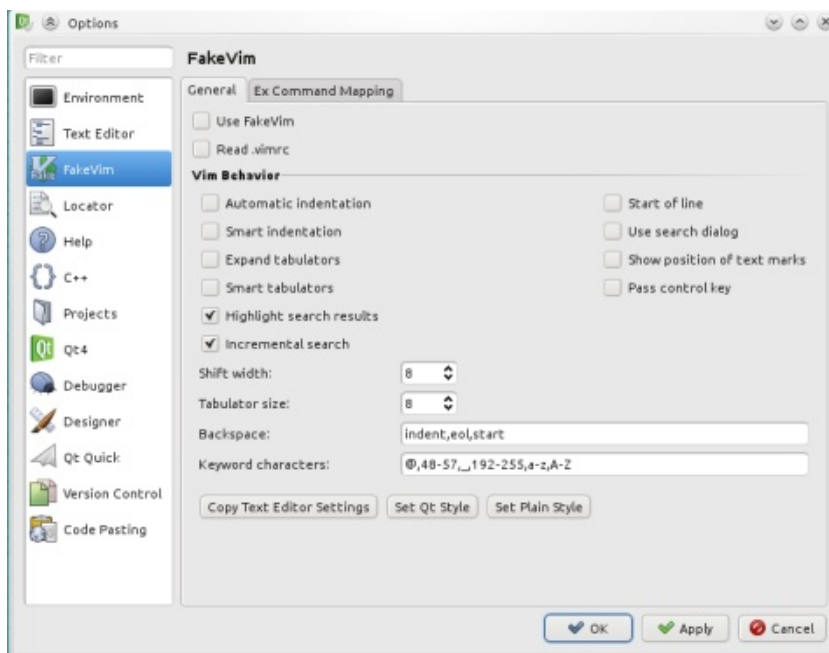 Options
Filter
FakeVim
General
Ex Command Mapping
Environment
Text Editor
FakeVim
Locator
Help
C++
Projects
Qt4
Debugger
Designer
Qt Quick
Version Control
Code Pasting
Use FakeVim
Read .vimrc
Vim Behavior
Automatic indentation
Start of line
Smart indentation
Use search dialog
Expand tabulators
Show position of text marks
Smart tabulators
Pass control key
Highlight search results
Incremental search
Shift width: 8
Tabulator size: 8
Backspace: indent,eol,start
Keyword characters: @,48-57,_,192-255,a-z,A-Z
Copy Text Editor Settings
Set Qt Style
Set Plain Style
OK
Apply
Cancel